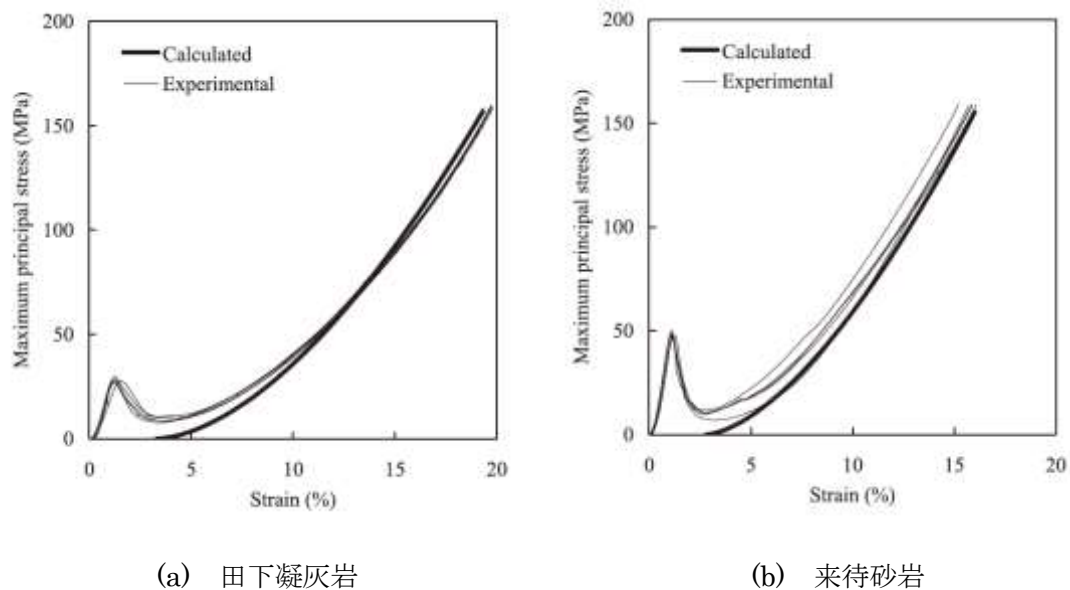 200
150
100
50
0
0 5 10 15 20
Maximum principal stress (MPa)
Strain (%)
Calculated
Experimental
(a) 田下凝灰岩
200
150
100
50
0
0 5 10 15 20
Maximum principal stress (MPa)
Strain (%)
Calculated
Experimental
(b) 来待砂岩